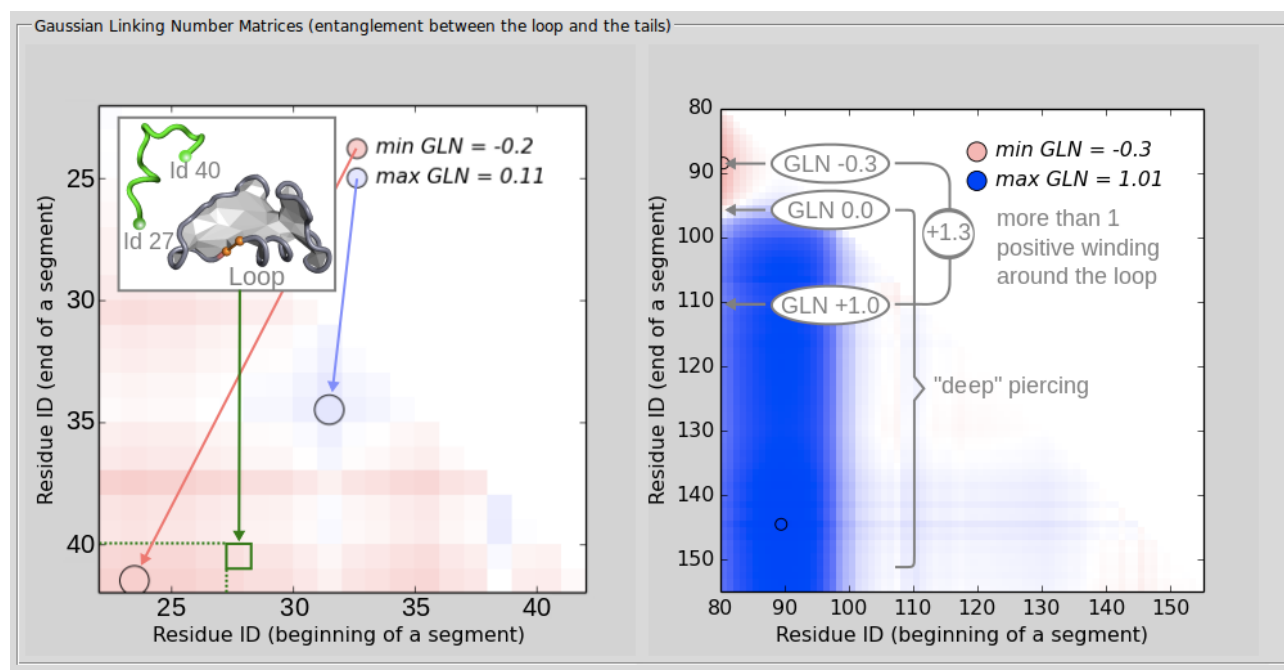 Gaussian Linking Number Matrices (entanglement between the loop and the tails)
Residue ID (end of a segment)
25
30
35
40
Id 40
Id 27
Loop
min GLN = -0.2
max GLN = 0.11
25
30
35
40
Residue ID (beginning of a segment)
Residue ID (end of a segment)
80
90
100
110
120
130
140
150
GLN -0.3
GLN 0.0
GLN +1.0
+1.3
min GLN = -0.3
max GLN = 1.01
more than 1
positive winding
around the loop
"deep" piercing
80
90
100
110
120
130
140
150
Residue ID (beginning of a segment)